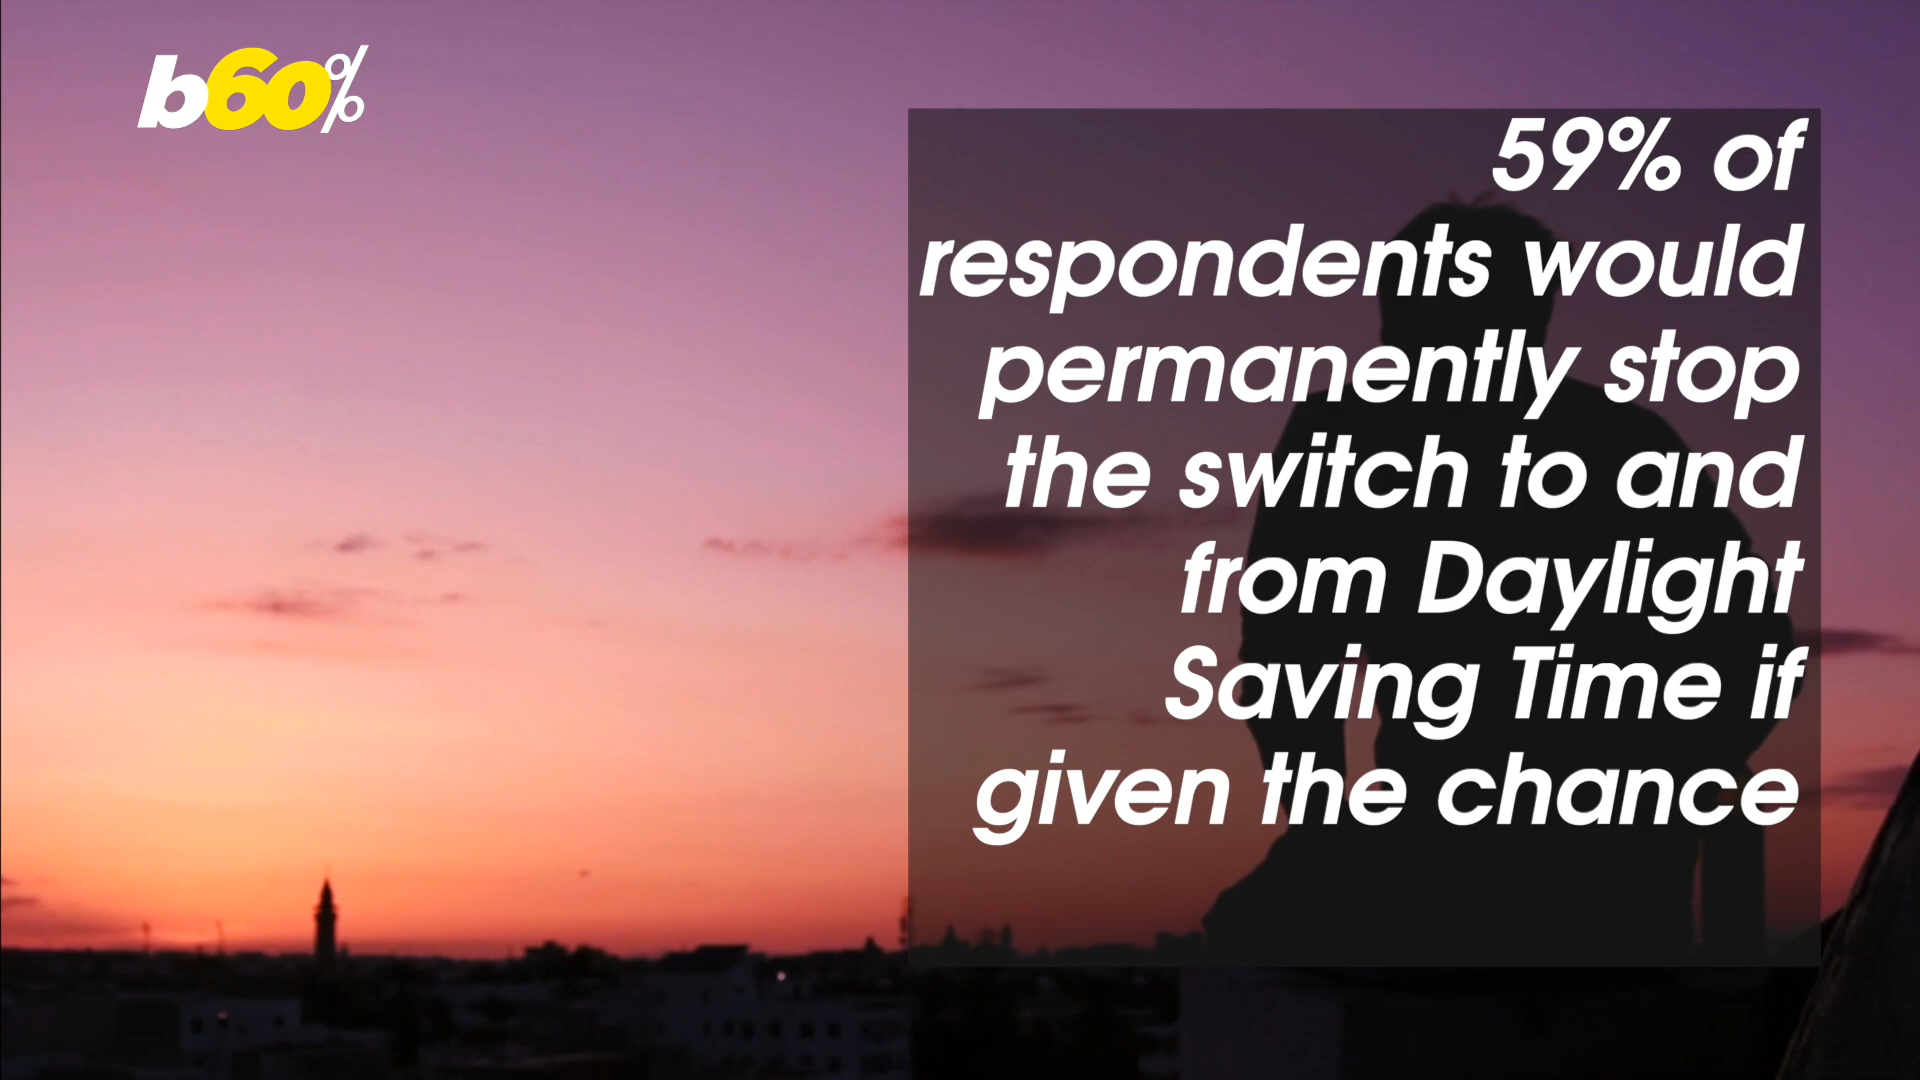 b60%
59% of
respondents would
permanently stop
the switch to and
from Daylight
Saving Time if
given the chance